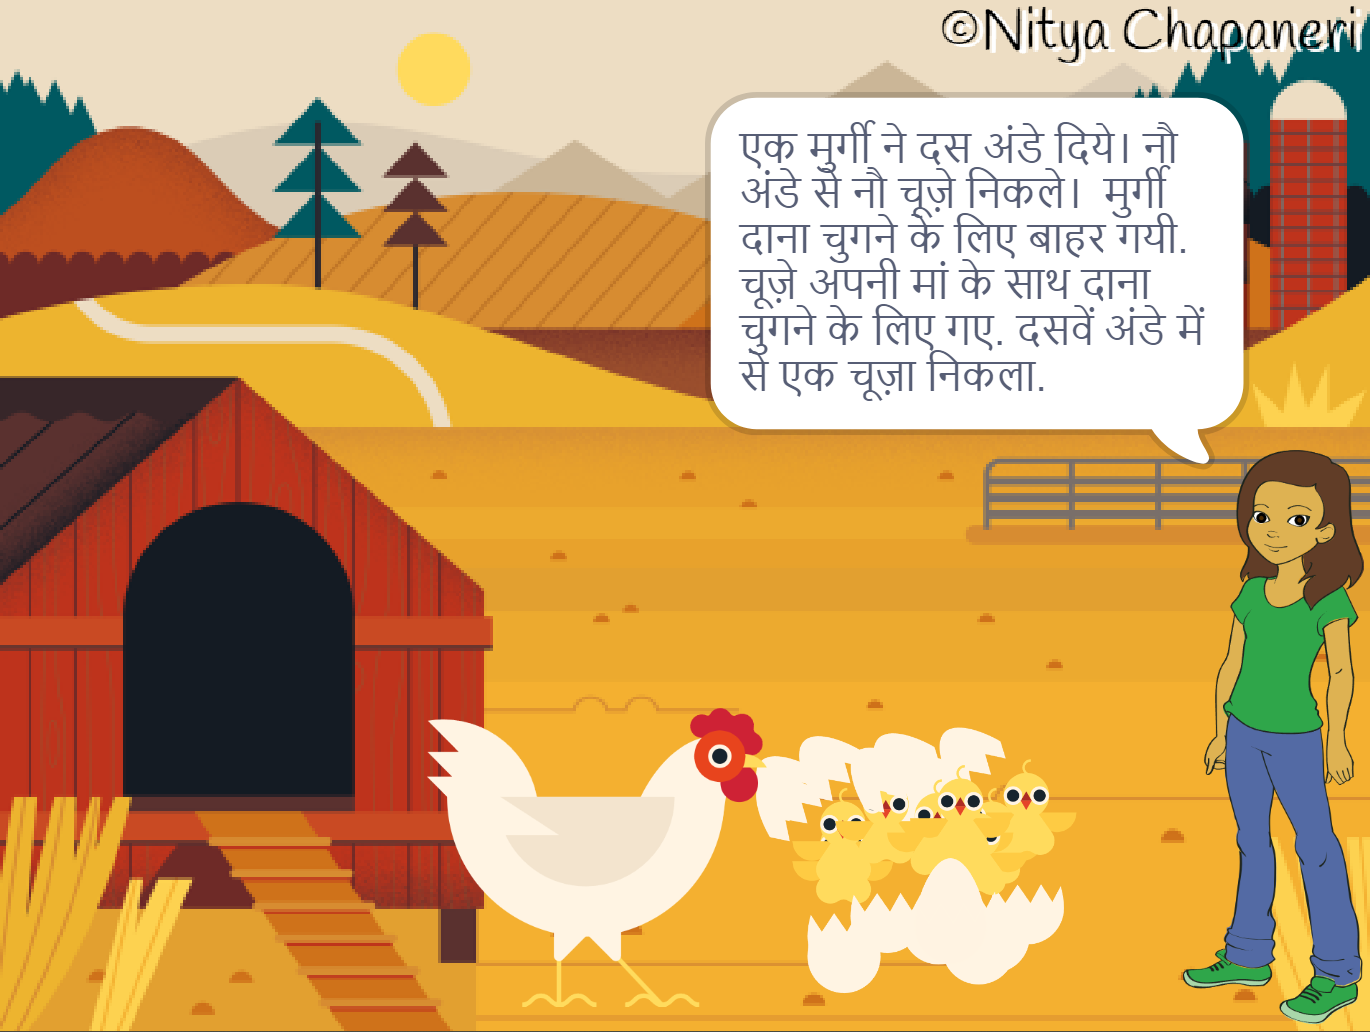 ©Nitya Chapaneri
एक मुर्गी ने दस अंडे दिये। नौ
अंडे से नौ चूज़े निकले।  मुर्गी
दाना चुगने के लिए बाहर गयी.
चूज़े अपनी मां के साथ दाना
चुगने के लिए गए. दसवें अंडे में
से एक चूज़ा निकला.